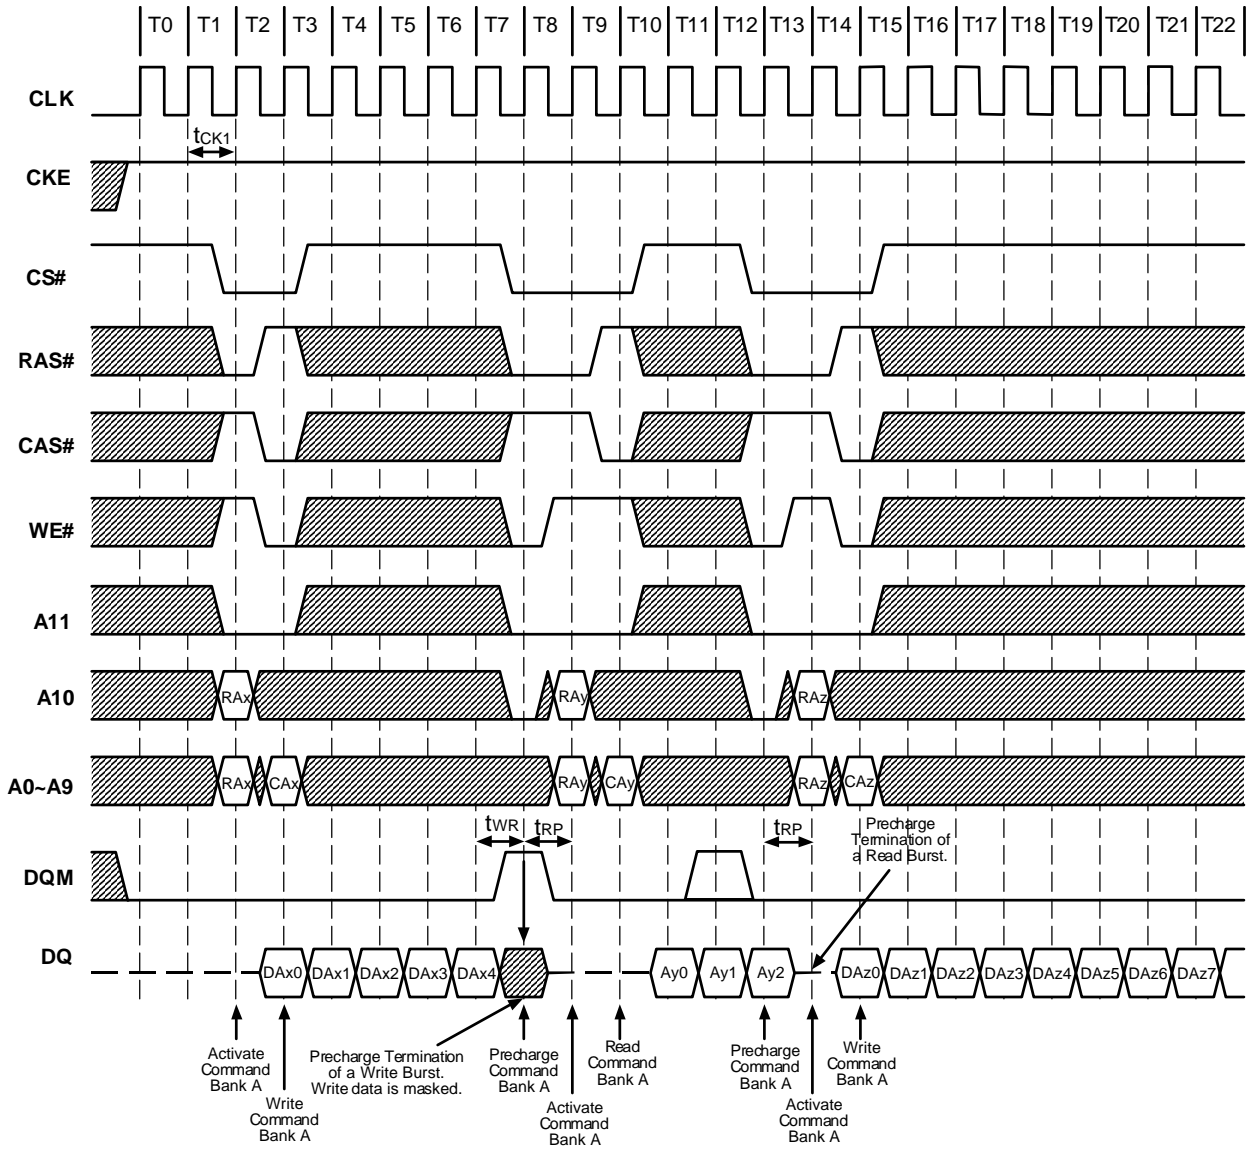 T0 T1 T2 T3 T4 T5 T6 T7 T8 T9 T10 T11 T12 T13 T14 T15 T16 T17 T18 T19 T20 T21 T22
CLK
tCK1
CKE
CS#
RAS#
CAS#
WE#
A11
A10
RAx RAy RAz
A0~A9
RAx CAx RAy CAy RAz CAz
tWR tRP tRP
Precharge
Termination of
a Read Burst.
DQM
DQ
DAx0 DAx1 DAx2 DAx3 DAx4 Ay0 Ay1 Ay2 DAz0 DAz1 DAz2 DAz3 DAz4 DAz5 DAz6 DAz7
Activate
Command
Bank A
Write
Command
Bank A
Precharge Termination
of a Write Burst.
Write data is masked.
Precharge
Command
Bank A
Activate
Command
Bank A
Read
Command
Bank A
Precharge
Command
Bank A
Activate
Command
Bank A
Write
Command
Bank A